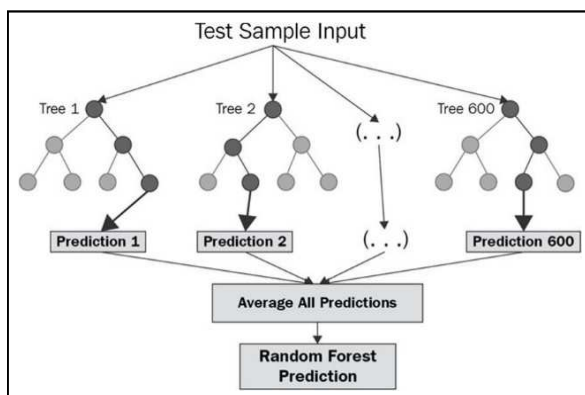 Test Sample Input
Tree 1
Tree 2
(. . .)
Tree 600
Prediction 1
Prediction 2
(. . .)
Prediction 600
Average All Predictions
Random Forest
Prediction